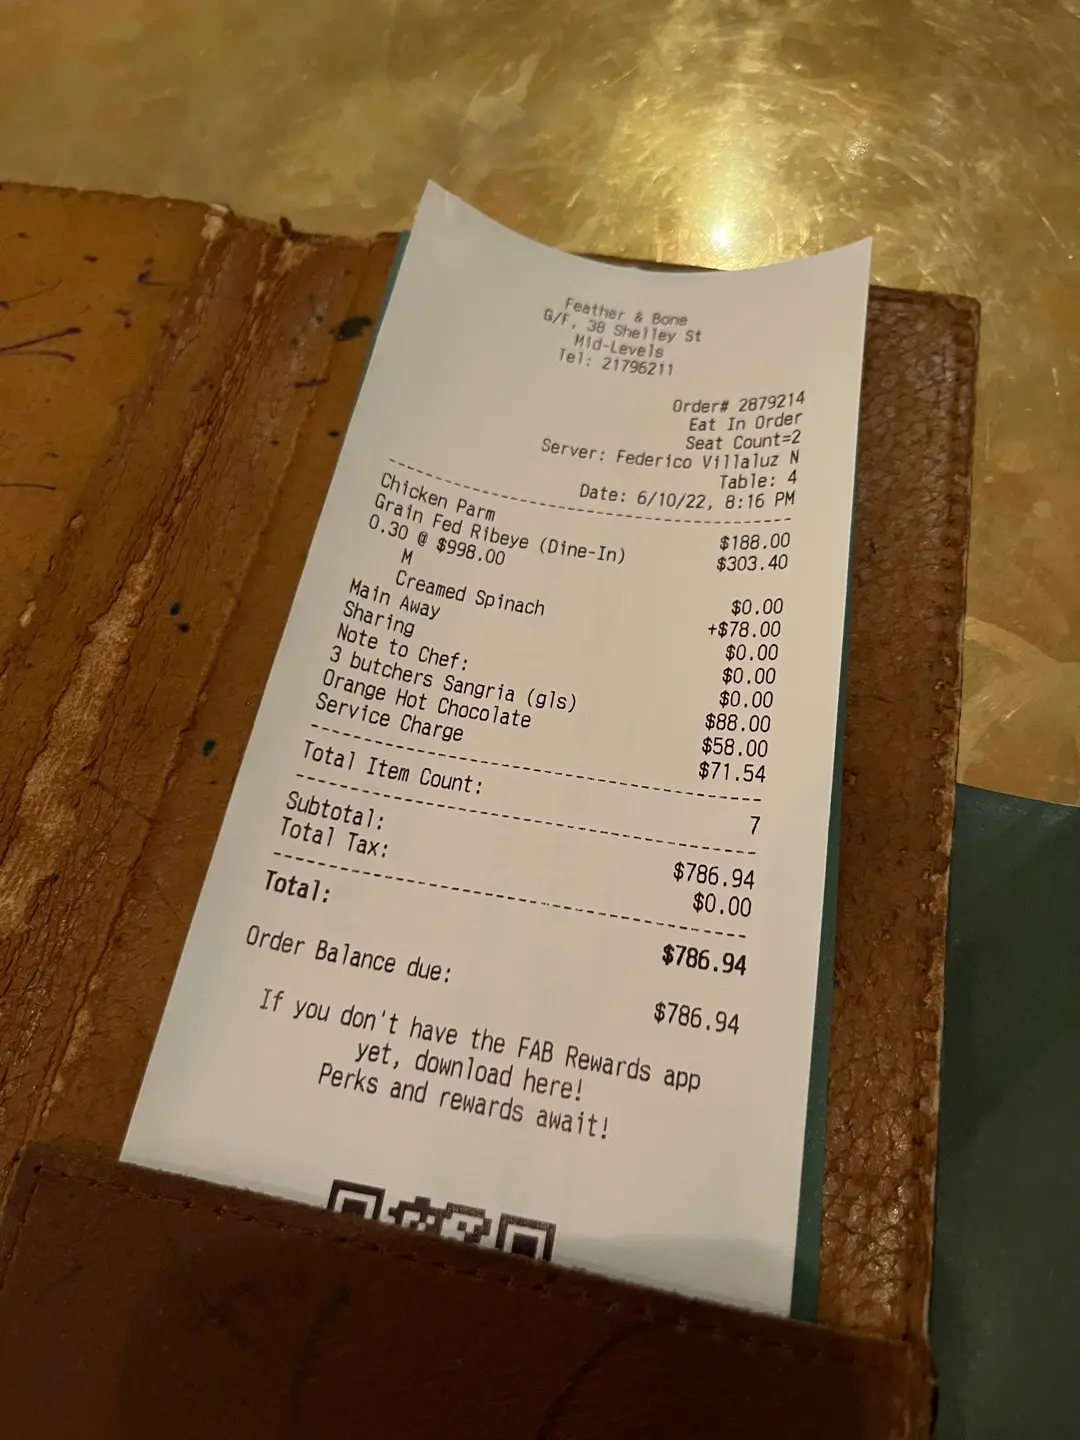 Feather & Bone
G/F, 38 Shelley St
Mid-Levels
Tel: 21796211
Order# 2879214
Eat In Order
Seat Count=2
Server: Federico Villaluz N
Table: 4
Date: 6/10/22, 8:16 PM
Chicken Parm $188.00
Grain Fed Ribeye (Dine-In) $303.40
0.30 @ $998.00
M $0.00
Creamed Spinach +$78.00
Main Away $0.00
Sharing $0.00
Note to Chef: $0.00
3 butchers Sangria (gls) $88.00
Orange Hot Chocolate $58.00
Service Charge $71.54
Total Item Count: 7
Subtotal: $786.94
Total Tax: $0.00
Total: $786.94
Order Balance due: $786.94
If you don't have the FAB Rewards app
yet, download here!
Perks and rewards await!